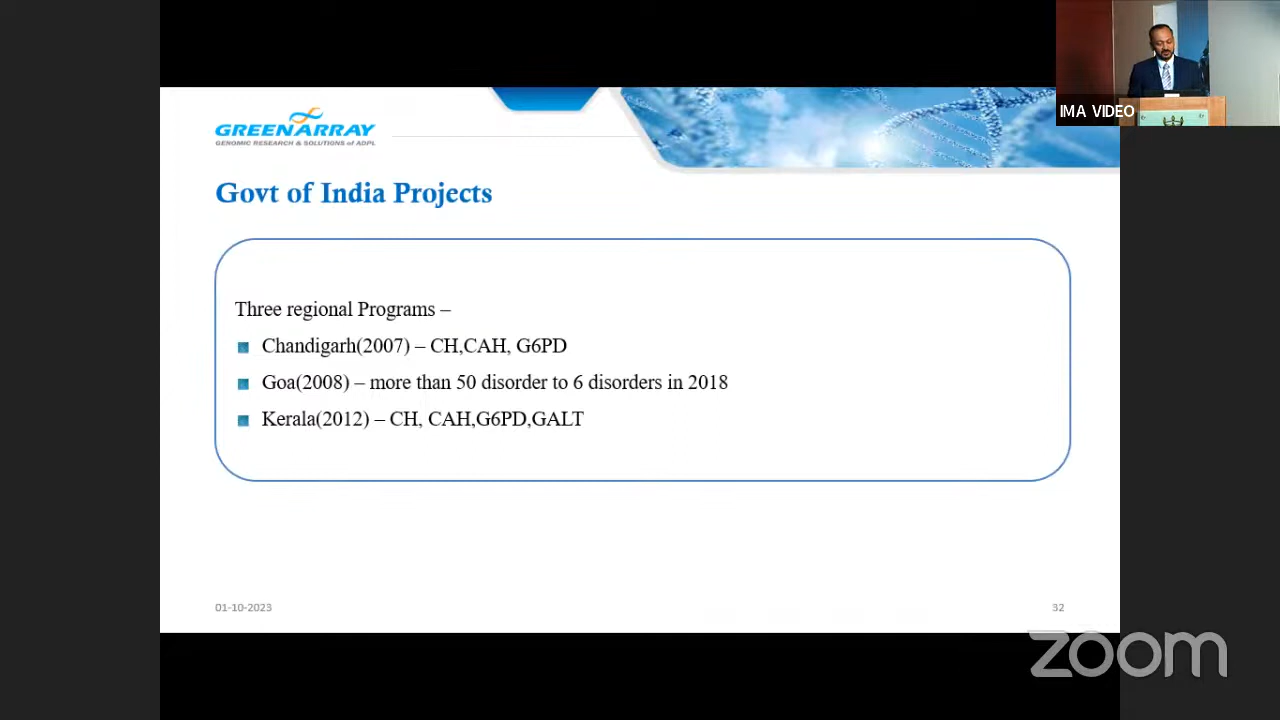 IMA VIDEO
GREENARRAY
GENOMIC RESEARCH & SOLUTIONS of ADPL
Govt of India Projects
Three regional Programs –
Chandigarh(2007) – CH,CAH, G6PD
Goa(2008) – more than 50 disorder to 6 disorders in 2018
Kerala(2012) – CH, CAH,G6PD,GALT
01-10-2023
32
zoom